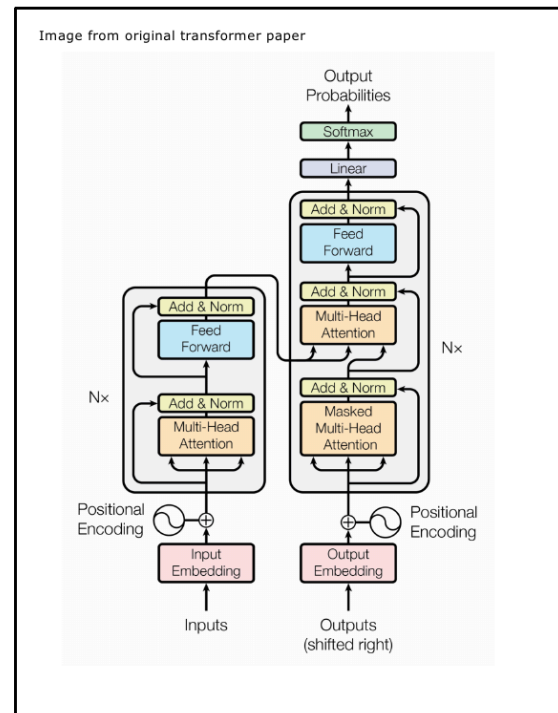 Image from original transformer paper
Output
Probabilities
Softmax
Linear
Add & Norm
Feed
Forward
Add & Norm
Multi-Head
Attention
Add & Norm
Masked
Multi-Head
Attention
Nx
Add & Norm
Feed
Forward
Add & Norm
Multi-Head
Attention
Nx
Positional
Encoding
Positional
Encoding
Input
Embedding
Output
Embedding
Inputs
Outputs
(shifted right)